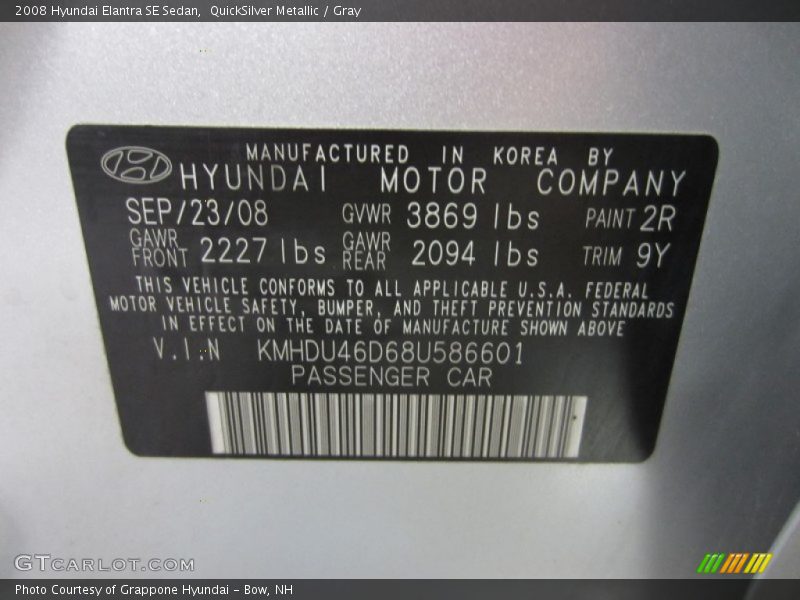 2008 Hyundai Elantra SE Sedan, QuickSilver Metallic / Gray
MANUFACTURED IN KOREA BY
HYUNDAI MOTOR COMPANY
SEP/23/08 GVWR 3869 lbs PAINT 2R
GAWR FRONT 2227 lbs GAWR REAR 2094 lbs TRIM 9Y
THIS VEHICLE CONFORMS TO ALL APPLICABLE U.S.A. FEDERAL
MOTOR VEHICLE SAFETY, BUMPER, AND THEFT PREVENTION STANDARDS
IN EFFECT ON THE DATE OF MANUFACTURE SHOWN ABOVE
V.I.N KMHDU46D68U586601
PASSENGER CAR
GTCARLOT.COM
Photo Courtesy of Grappone Hyundai - Bow, NH